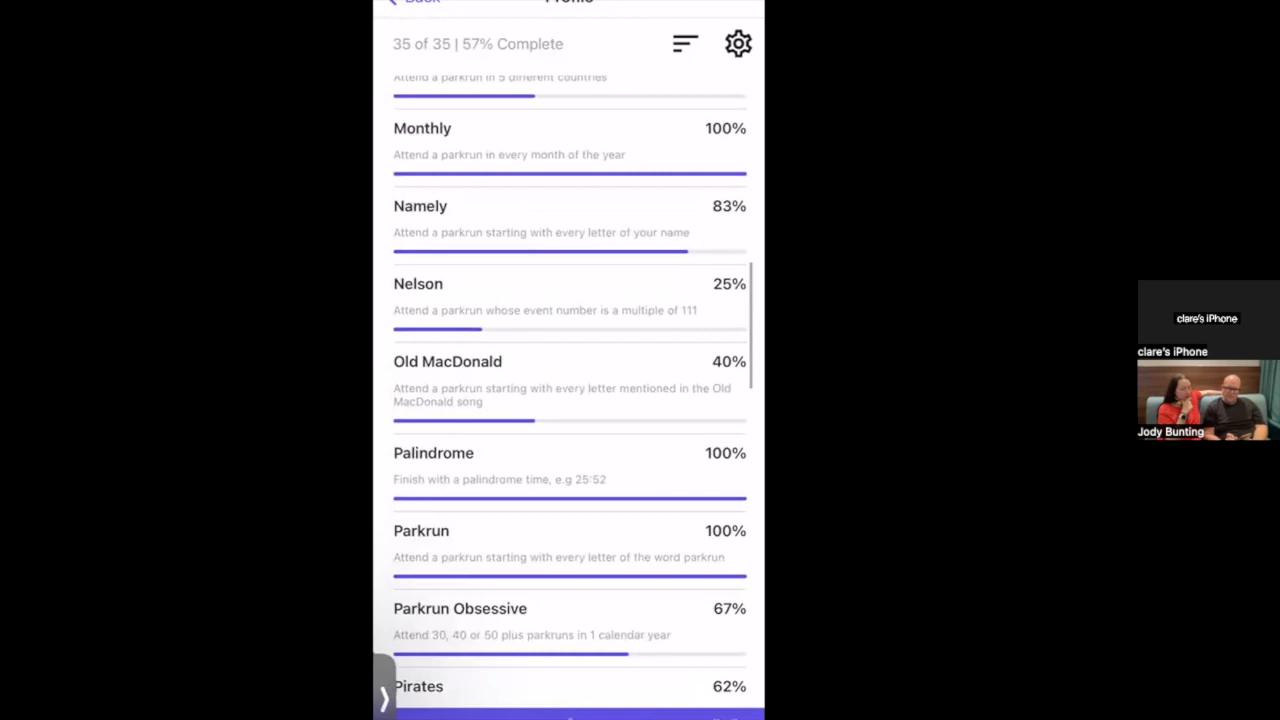 Back
Profile
35 of 35 | 57% Complete
Attend a parkrun in 5 different countries
Monthly 100%
Attend a parkrun in every month of the year
Namely 83%
Attend a parkrun starting with every letter of your name
Nelson 25%
Attend a parkrun whose event number is a multiple of 111
Old MacDonald 40%
Attend a parkrun starting with every letter mentioned in the Old
MacDonald song
Palindrome 100%
Finish with a palindrome time, e.g 25:52
Parkrun 100%
Attend a parkrun starting with every letter of the word parkrun
Parkrun Obsessive 67%
Attend 30, 40 or 50 plus parkruns in 1 calendar year
Pirates 62%
clare's iPhone
clare's iPhone
Jody Bunting